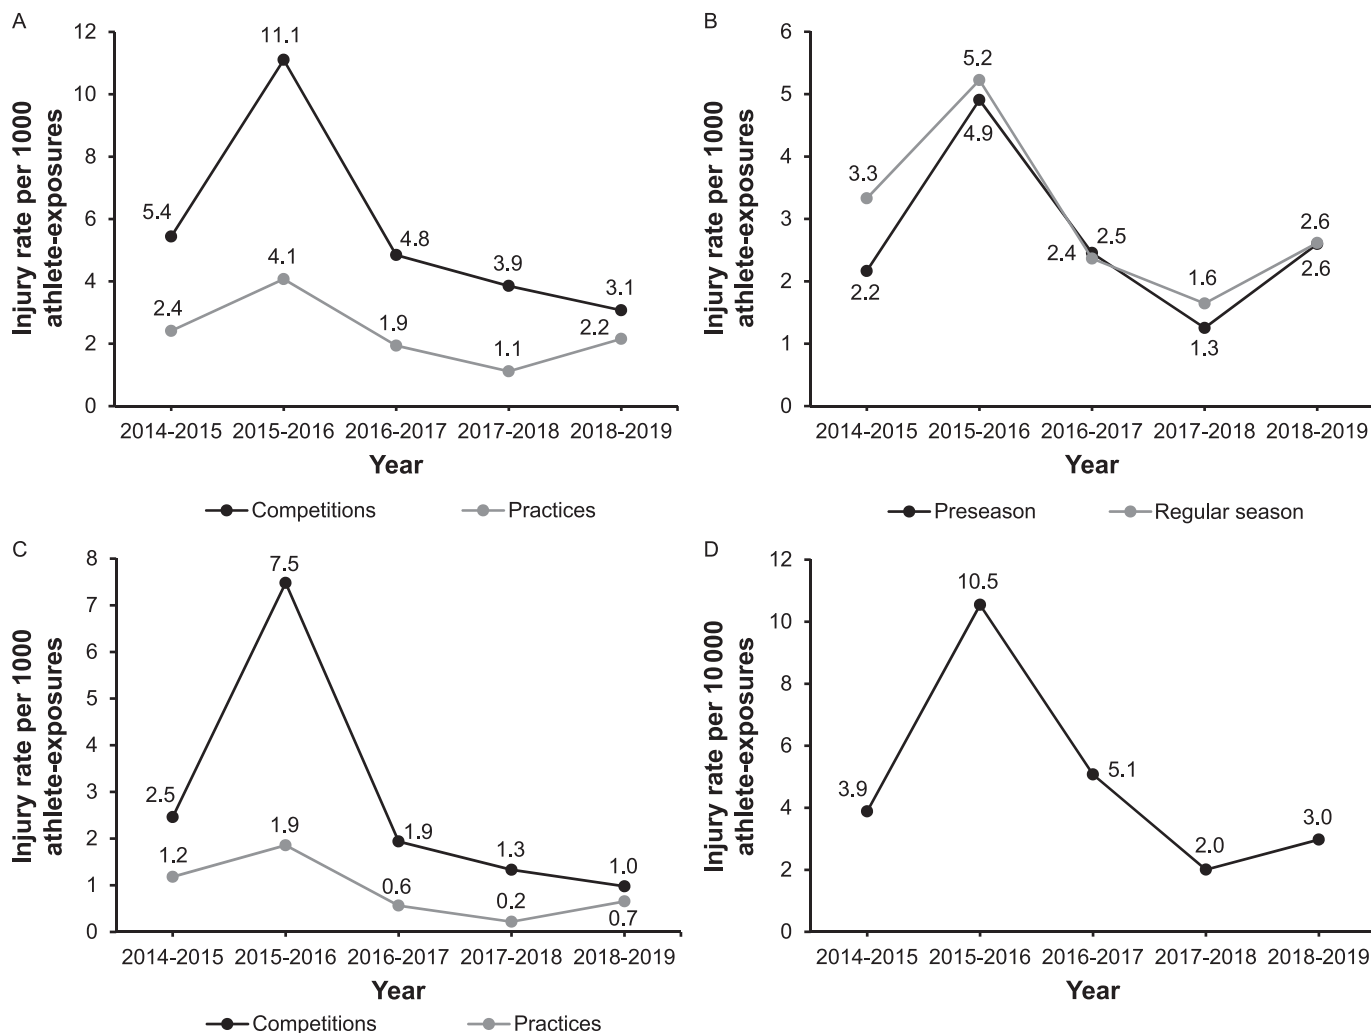 A
Injury rate per 1000
athlete-exposures
12
10
8
6
4
2
0
5.4
11.1
4.8
3.9
3.1
2.4
4.1
1.9
1.1
2.2
2014-2015 2015-2016 2016-2017 2017-2018 2018-2019
Year
Competitions Practices
B
Injury rate per 1000
athlete-exposures
6
5
4
3
2
1
0
3.3
5.2
2.4
1.6
2.6
2.2
4.9
2.5
1.3
2.6
2014-2015 2015-2016 2016-2017 2017-2018 2018-2019
Year
Preseason Regular season
C
Injury rate per 1000
athlete-exposures
8
7
6
5
4
3
2
1
0
2.5
7.5
1.9
1.3
1.0
1.2
1.9
0.6
0.2
0.7
2014-2015 2015-2016 2016-2017 2017-2018 2018-2019
Year
Competitions Practices
D
Injury rate per 10 000
athlete-exposures
12
10
8
6
4
2
0
3.9
10.5
5.1
2.0
3.0
2014-2015 2015-2016 2016-2017 2017-2018 2018-2019
Year